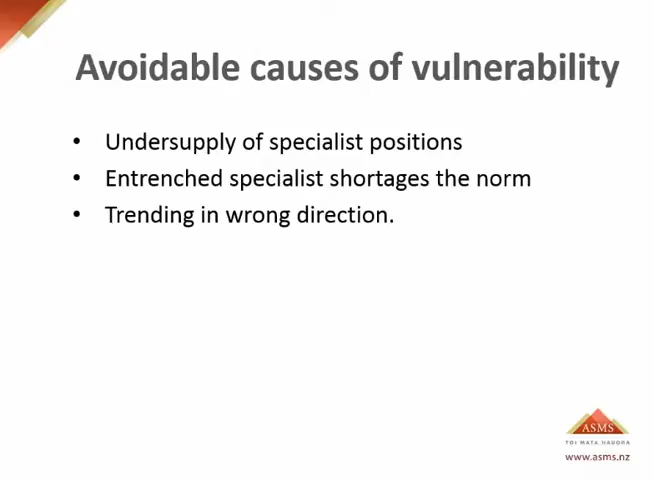 Avoidable causes of vulnerability
• Undersupply of specialist positions
• Entrenched specialist shortages the norm
• Trending in wrong direction.
ASMS
TOI MATA HAUORA
www.asms.nz